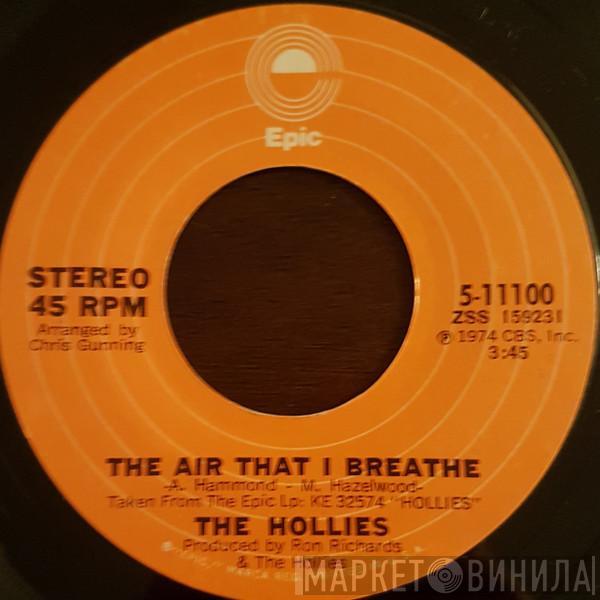 Epic
STEREO
45 RPM
Arranged by
Chris Gunning
5-11100
ZSS 159231
℗ 1974 CBS, Inc.
3:45
THE AIR THAT I BREATHE
-A. Hammond - M. Hazelwood-
Taken From The Epic Lp: KE 32574 "HOLLIES"
THE HOLLIES
Produced by Ron Richards
& The Hollies
МАРКЕТ ВИНИЛА